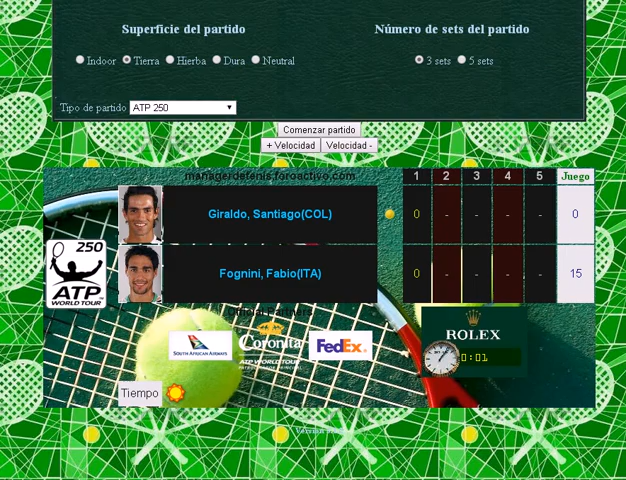 Superficie del partido
Número de sets del partido
Indoor Tierra Hierba Dura Neutral
3 sets 5 sets
Tipo de partido ATP 250
Comenzar partido
+ Velocidad Velocidad -
managerdetenis.foroactivo.com
1 2 3 4 5 Juego
Giraldo, Santiago(COL) 0 - - - - 0
Fognini, Fabio(ITA) 0 - - - - 15
250
ATP
WORLD TOUR
Official Partners
SOUTH AFRICAN AIRWAYS
Coronita
ATP WORLD TOUR
FedEx
ROLEX
0:01
Tiempo